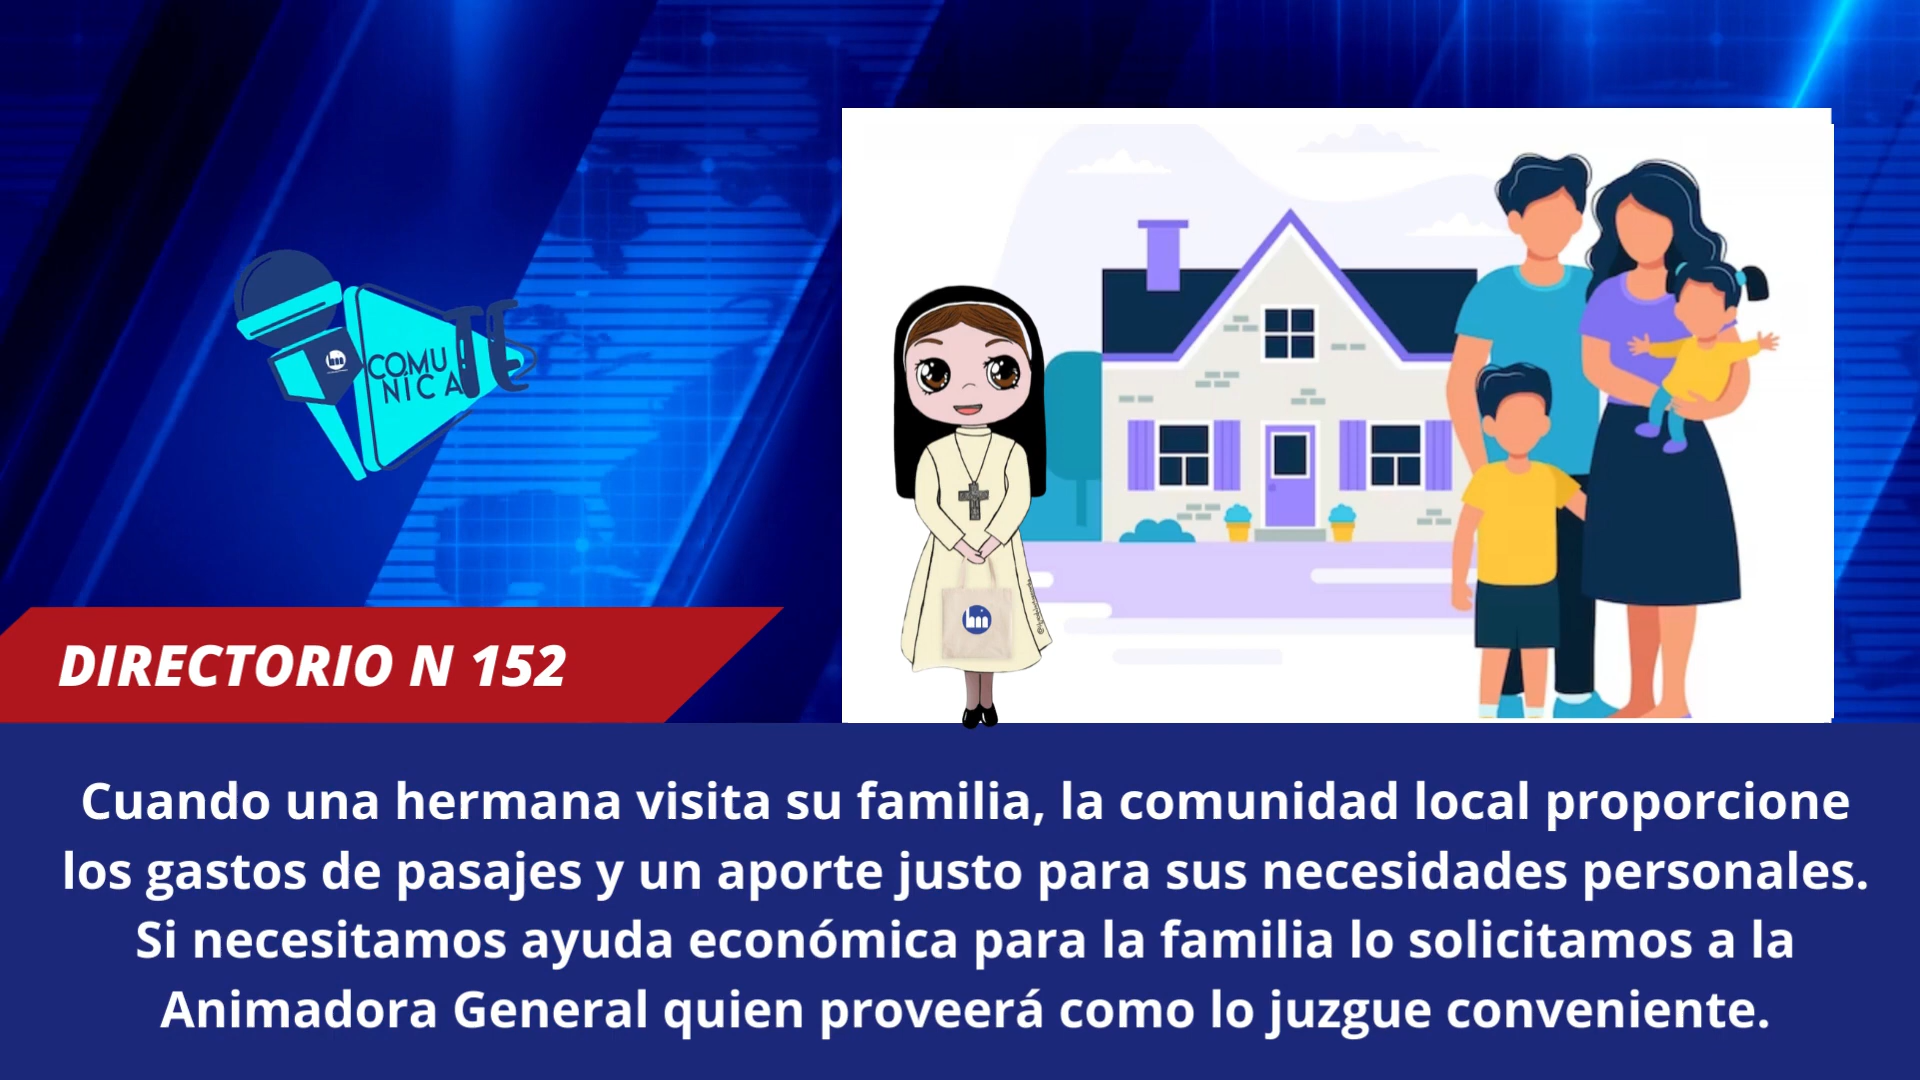 COMU TE
NÍCA
DIRECTORIO N 152
Cuando una hermana visita su familia, la comunidad local proporcione
los gastos de pasajes y un aporte justo para sus necesidades personales.
Si necesitamos ayuda económica para la familia lo solicitamos a la
Animadora General quien proveerá como lo juzgue conveniente.